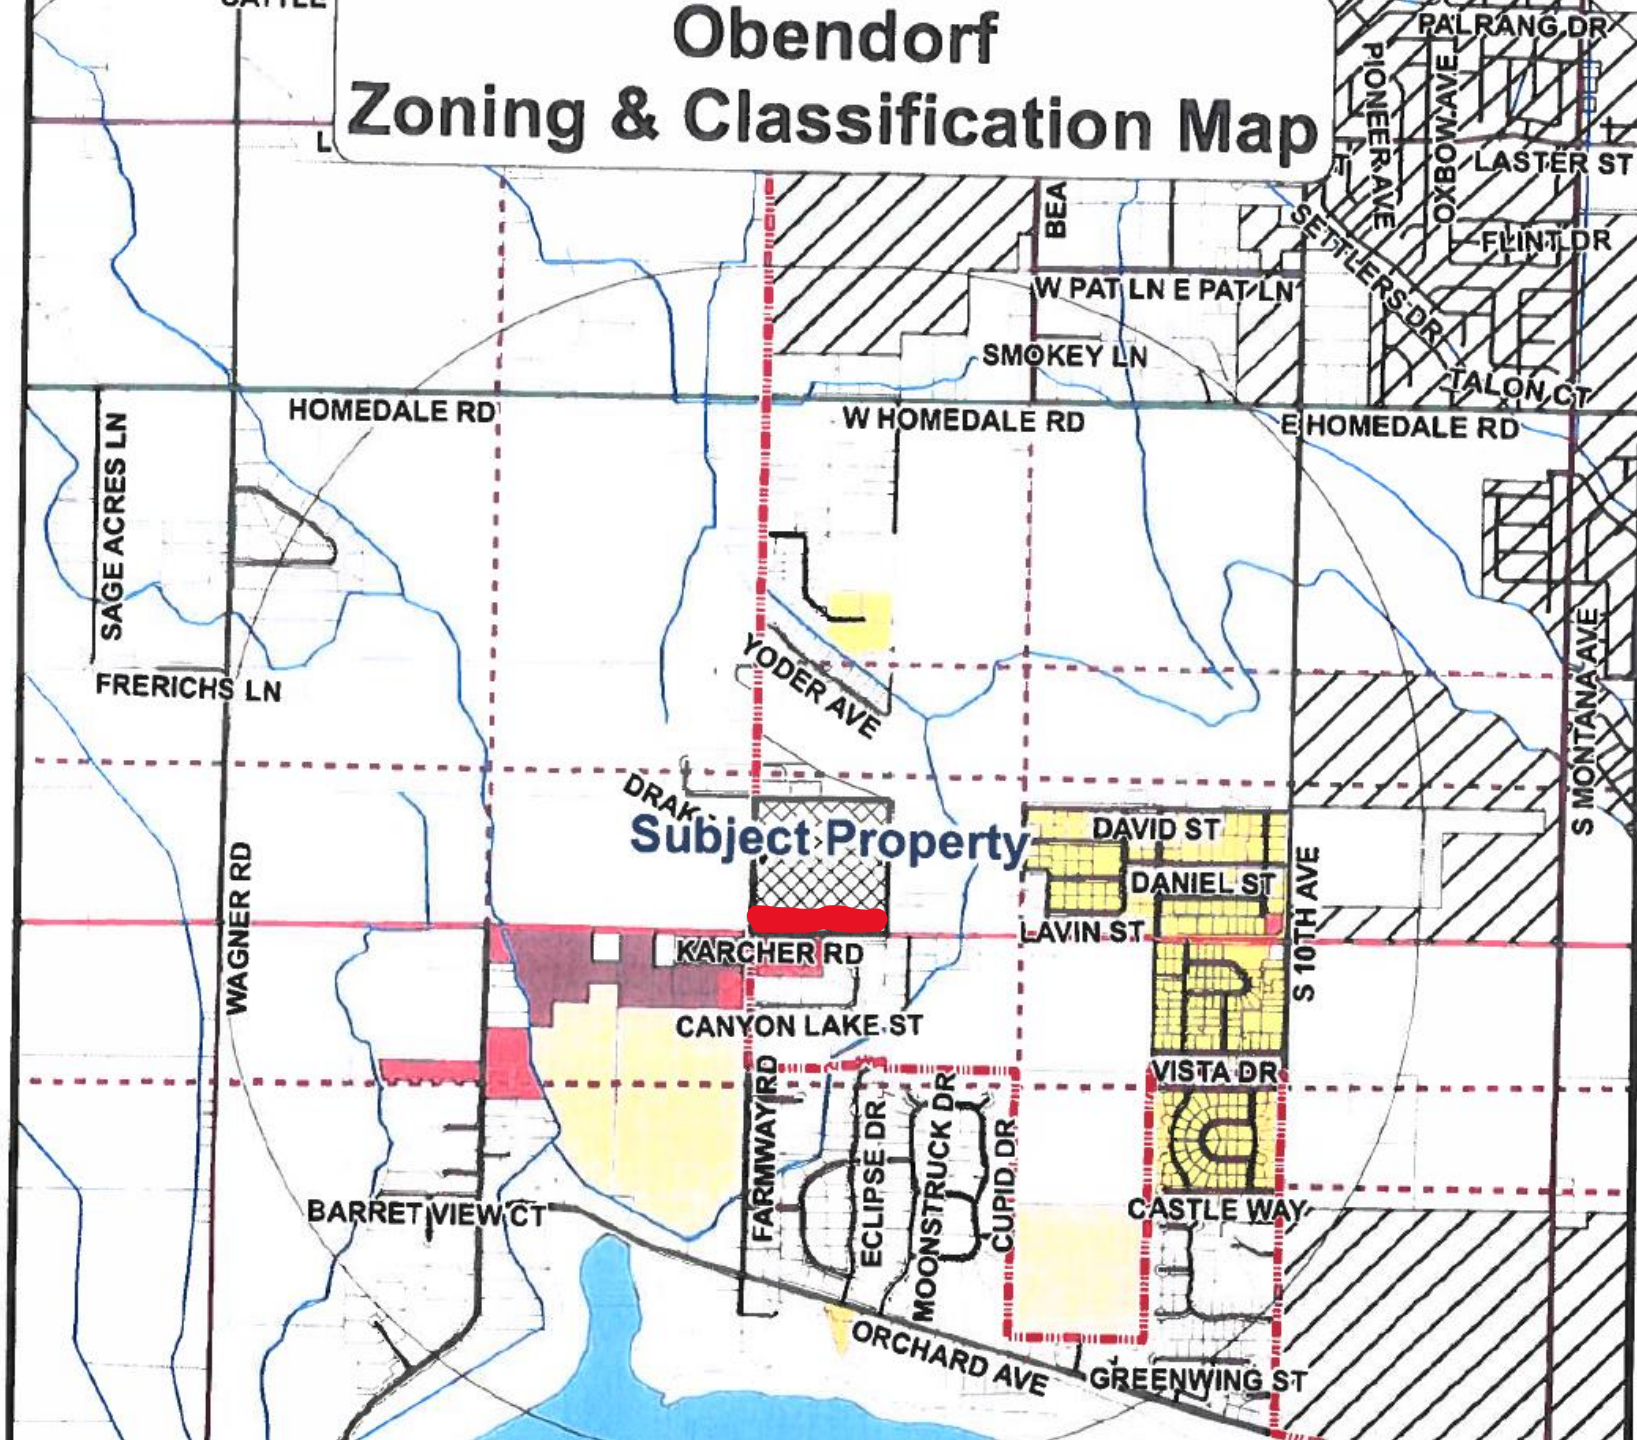 Obendorf
Zoning & Classification Map
PALRANG DR
PIONEER AVE
OXBOW AVE
LASTER ST
FLINT DR
SETTLERS DR
BEA
W PAT LN E PAT LN
SMOKEY LN
TALON CT
HOMEDALE RD
W HOMEDALE RD
E HOMEDALE RD
SAGE ACRES LN
FRERICHS LN
YODER AVE
S MONTANA AVE
DRAK
Subject Property
DAVID ST
DANIEL ST
LAVIN ST
S 10TH AVE
WAGNER RD
KARCHER RD
CANYON LAKE ST
VISTA DR
FARMWAY RD
ECLIPSE DR
MOONSTRUCK DR
CUPID DR
BARRET VIEW CT
CASTLE WAY
ORCHARD AVE
GREENWING ST